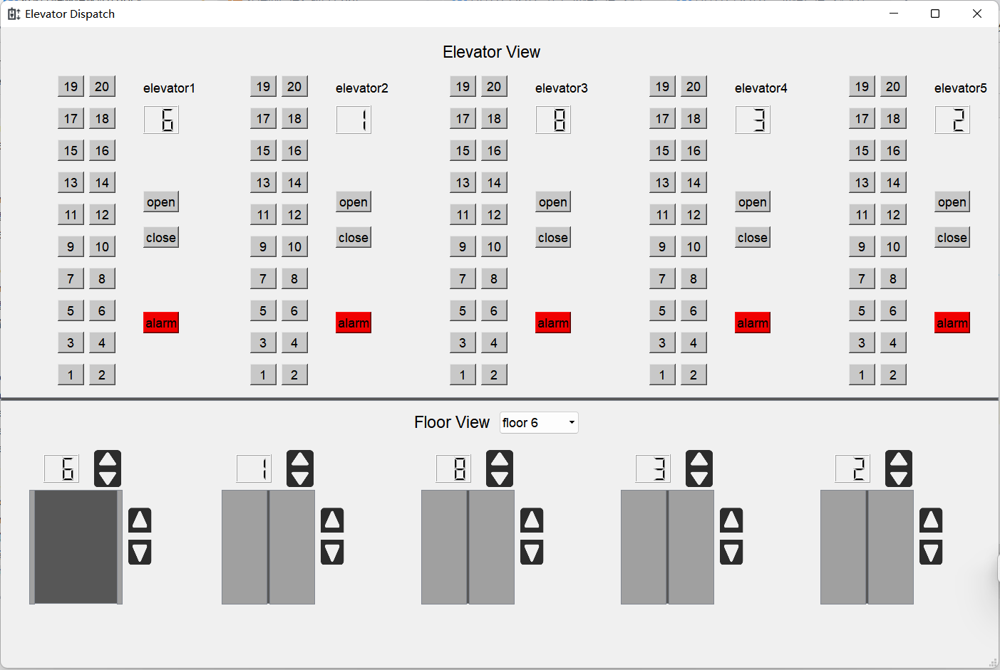 Elevator Dispatch
Elevator View
19 20 elevator1 19 20 elevator2 19 20 elevator3 19 20 elevator4 19 20 elevator5
17 18 6 17 18 1 17 18 8 17 18 3 17 18 2
15 16 15 16 15 16 15 16 15 16
13 14 13 14 13 14 13 14 13 14
open open open open open
11 12 11 12 11 12 11 12 11 12
close close close close close
9 10 9 10 9 10 9 10 9 10
7 8 7 8 7 8 7 8 7 8
5 6 5 6 5 6 5 6 5 6
alarm alarm alarm alarm alarm
3 4 3 4 3 4 3 4 3 4
1 2 1 2 1 2 1 2 1 2
Floor View floor 6
6 1 8 3 2